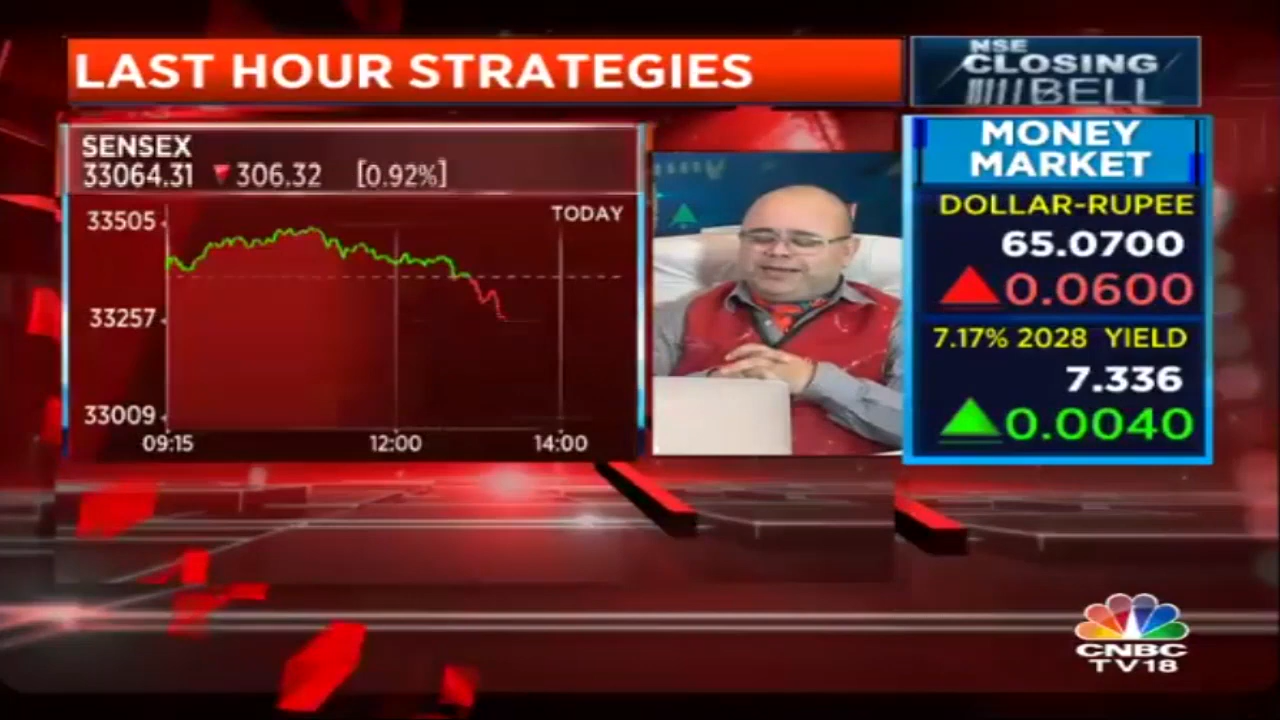 LAST HOUR STRATEGIES
NSE
CLOSING
BELL
SENSEX
33064.31 ▼ 306.32 [0.92%]
TODAY
33505
33257
33009
09:15 12:00 14:00
MONEY
MARKET
DOLLAR-RUPEE
65.0700
▲ 0.0600
7.17% 2028 YIELD
7.336
▲ 0.0040
CNBC
TV18